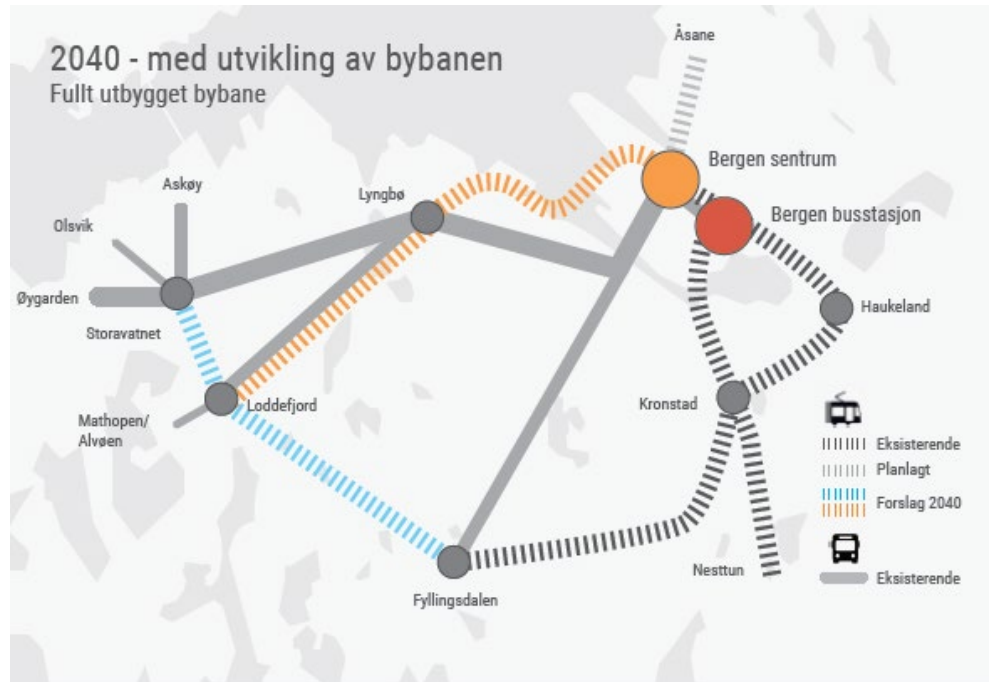 2040 - med utvikling av bybanen
Fullt utbygget bybane
Åsane
Bergen sentrum
Askøy
Lyngbø
Bergen busstasjon
Olsvik
Øygarden
Haukeland
Storavatnet
Loddefjord
Kronstad
Mathopen/
Alvøen
Eksisterende
Planlagt
Forslag 2040
Nesttun
Eksisterende
Fyllingsdalen